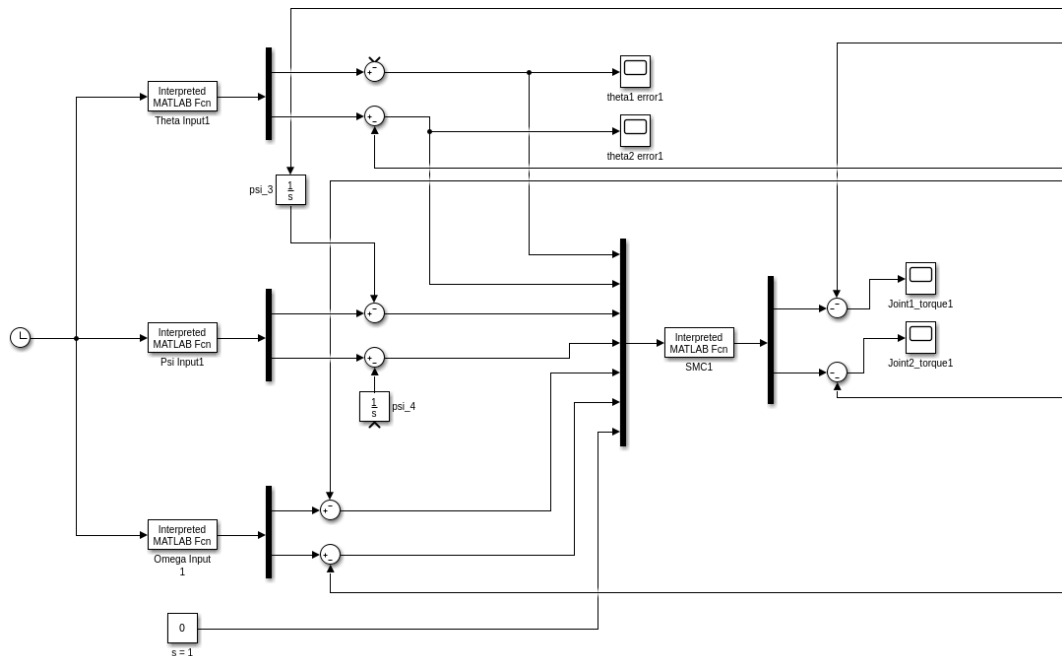 Interpreted
MATLAB Fcn
Theta Input1
theta1 error1
theta2 error1
psi_3
1
s
Interpreted
MATLAB Fcn
Psi Input1
1
s
psi_4
Interpreted
MATLAB Fcn
SMC1
Joint1_torque1
Joint2_torque1
Interpreted
MATLAB Fcn
Omega Input
1
0
s = 1